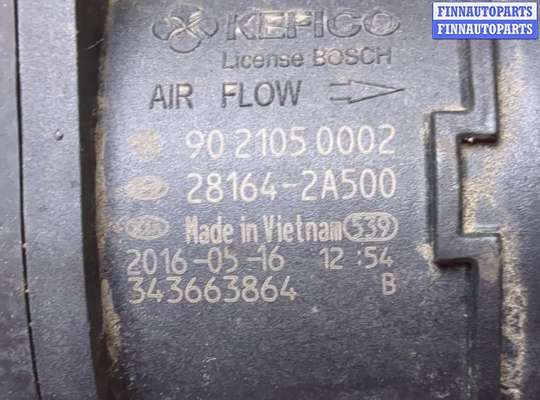 FINNAUTOPARTS
FINNAUTOPARTS
KEFICO
License BOSCH
AIR FLOW
90 2105 0002
28164-2A500
KIA Made in Vietnam 539
2016-05-16 12:54
343663864 B